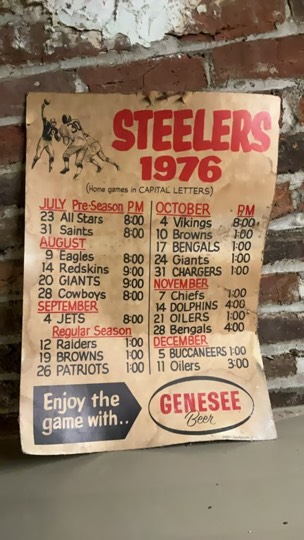 STEELERS
1976
(Home games in CAPITAL LETTERS)
JULY Pre-Season PM
23 All Stars 8:00
31 Saints 8:00
AUGUST
9 Eagles 8:00
14 Redskins 9:00
20 GIANTS 9:00
28 Cowboys 8:00
SEPTEMBER
4 JETS 8:00
Regular Season
12 Raiders 1:00
19 BROWNS 1:00
26 PATRIOTS 1:00
OCTOBER PM
4 Vikings 8:00
10 Browns 1:00
17 BENGALS 1:00
24 Giants 1:00
31 CHARGERS 1:00
NOVEMBER
7 Chiefs 1:00
14 DOLPHINS 4:00
21 OILERS 1:00
28 Bengals 4:00
DECEMBER
5 BUCCANEERS 1:00
11 Oilers 3:00
Enjoy the
game with..
GENESEE
Beer